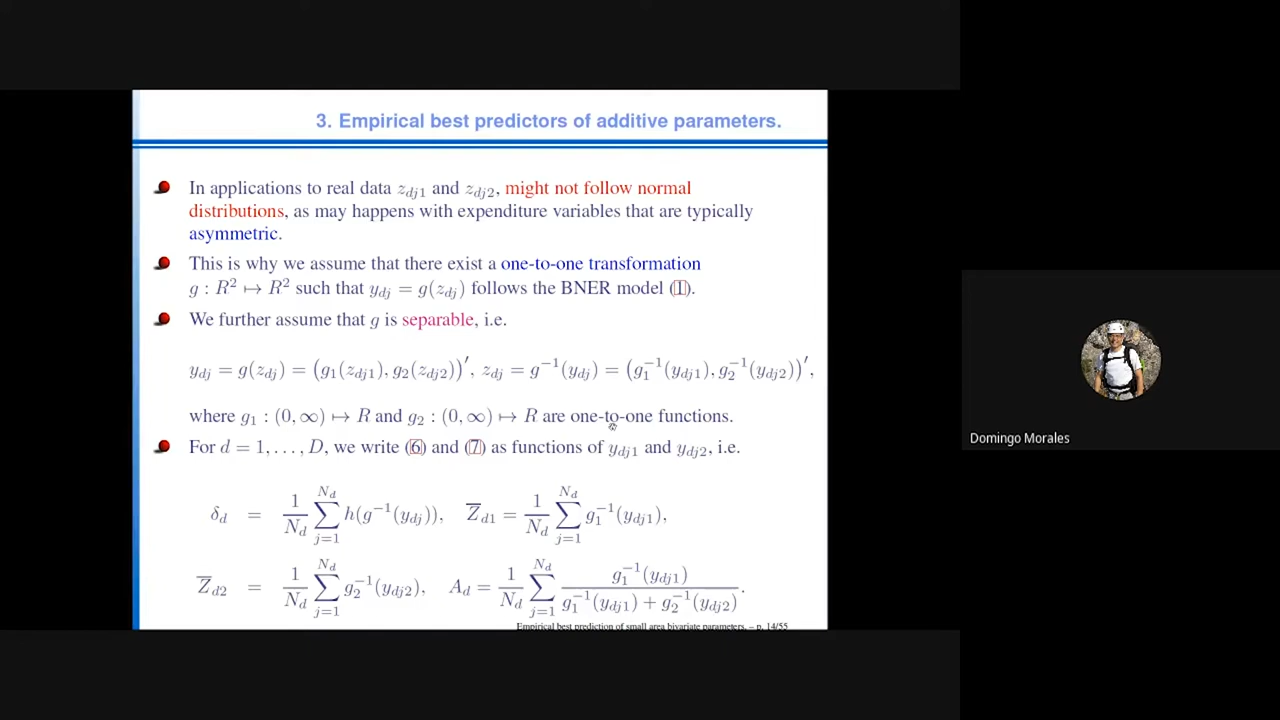 3. Empirical best predictors of additive parameters.
In applications to real data z_{dj1} and z_{dj2}, might not follow normal
distributions, as may happens with expenditure variables that are typically
asymmetric.
This is why we assume that there exist a one-to-one transformation
g : R^2 ↦ R^2 such that y_{dj} = g(z_{dj}) follows the BNER model (1).
We further assume that g is separable, i.e.
y_{dj} = g(z_{dj}) = (g_1(z_{dj1}), g_2(z_{dj2}))′, z_{dj} = g^{-1}(y_{dj}) = (g_1^{-1}(y_{dj1}), g_2^{-1}(y_{dj2}))′,
where g_1 : (0, ∞) ↦ R and g_2 : (0, ∞) ↦ R are one-to-one functions.
For d = 1, . . . , D, we write (6) and (7) as functions of y_{dj1} and y_{dj2}, i.e.
δ_d = \frac{1}{N_d} \sum_{j=1}^{N_d} h(g^{-1}(y_{dj})), \overline{Z}_{d1} = \frac{1}{N_d} \sum_{j=1}^{N_d} g_1^{-1}(y_{dj1}),
\overline{Z}_{d2} = \frac{1}{N_d} \sum_{j=1}^{N_d} g_2^{-1}(y_{dj2}), A_d = \frac{1}{N_d} \sum_{j=1}^{N_d} \frac{g_1^{-1}(y_{dj1})}{g_1^{-1}(y_{dj1}) + g_2^{-1}(y_{dj2})}.
Empirical best prediction of small area bivariate parameters, – p. 14/55
Domingo Morales